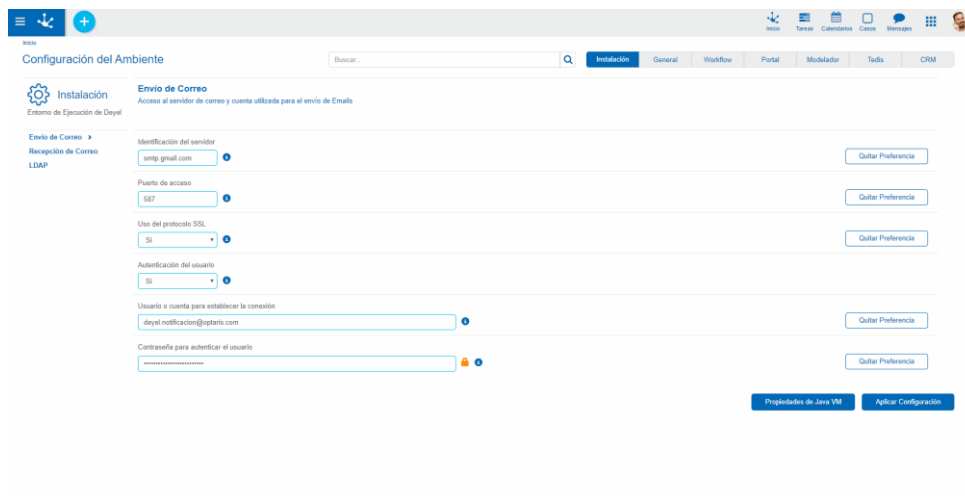 Inicio Tareas Calendarios Casos Mensajes
Inicio
Configuración del Ambiente
Buscar...
Instalación General Workflow Portal Modelador Tedis CRM
Instalación
Entorno de Ejecución de Deyel
Envío de Correo
Acceso al servidor de correo y cuenta utilizada para el envío de Emails
Envío de Correo >
Recepción de Correo
LDAP
Identificación del servidor
smtp.gmail.com
Quitar Preferencia
Puerto de acceso
587
Quitar Preferencia
Uso del protocolo SSL
Si
Quitar Preferencia
Autenticación del usuario
Si
Usuario o cuenta para establecer la conexión
deyel.notificacion@optaris.com
Quitar Preferencia
Contraseña para autenticar el usuario
Quitar Preferencia
Propiedades de Java VM Aplicar Configuración